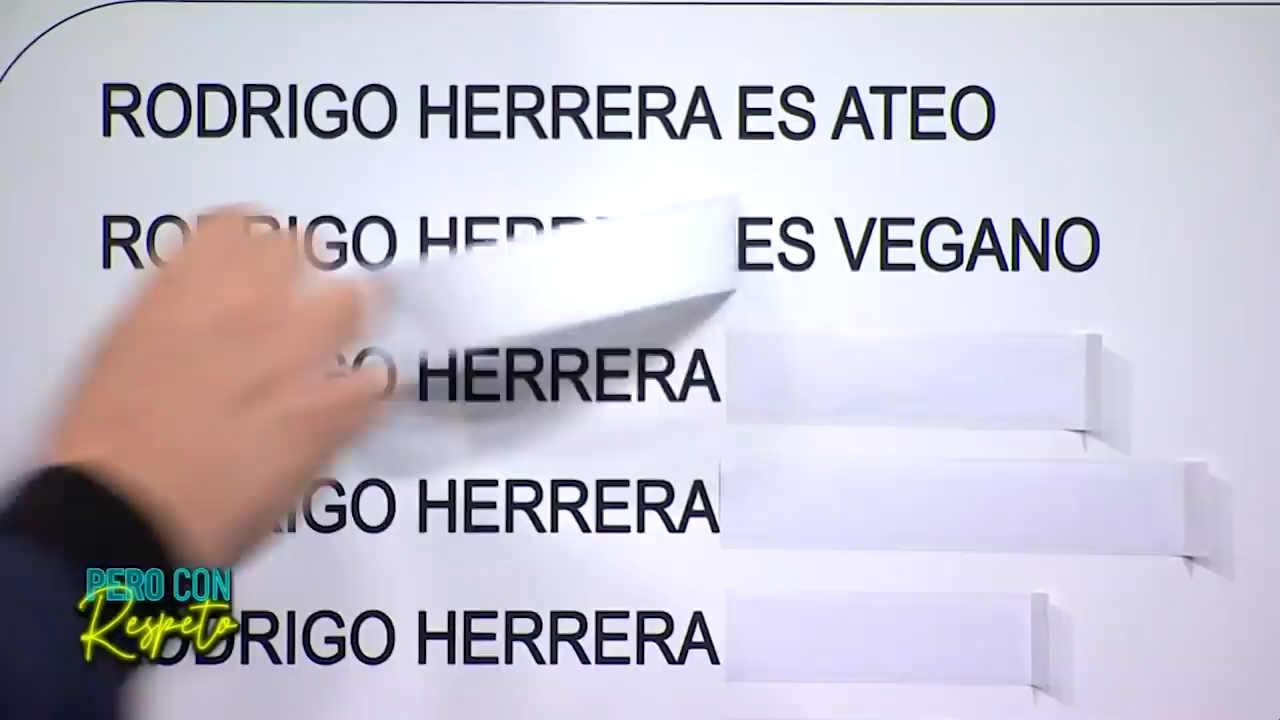 RODRIGO HERRERA ES ATEO
ES VEGANO
HERRERA
HERRERA
HERRERA
PERO CON
Respeto